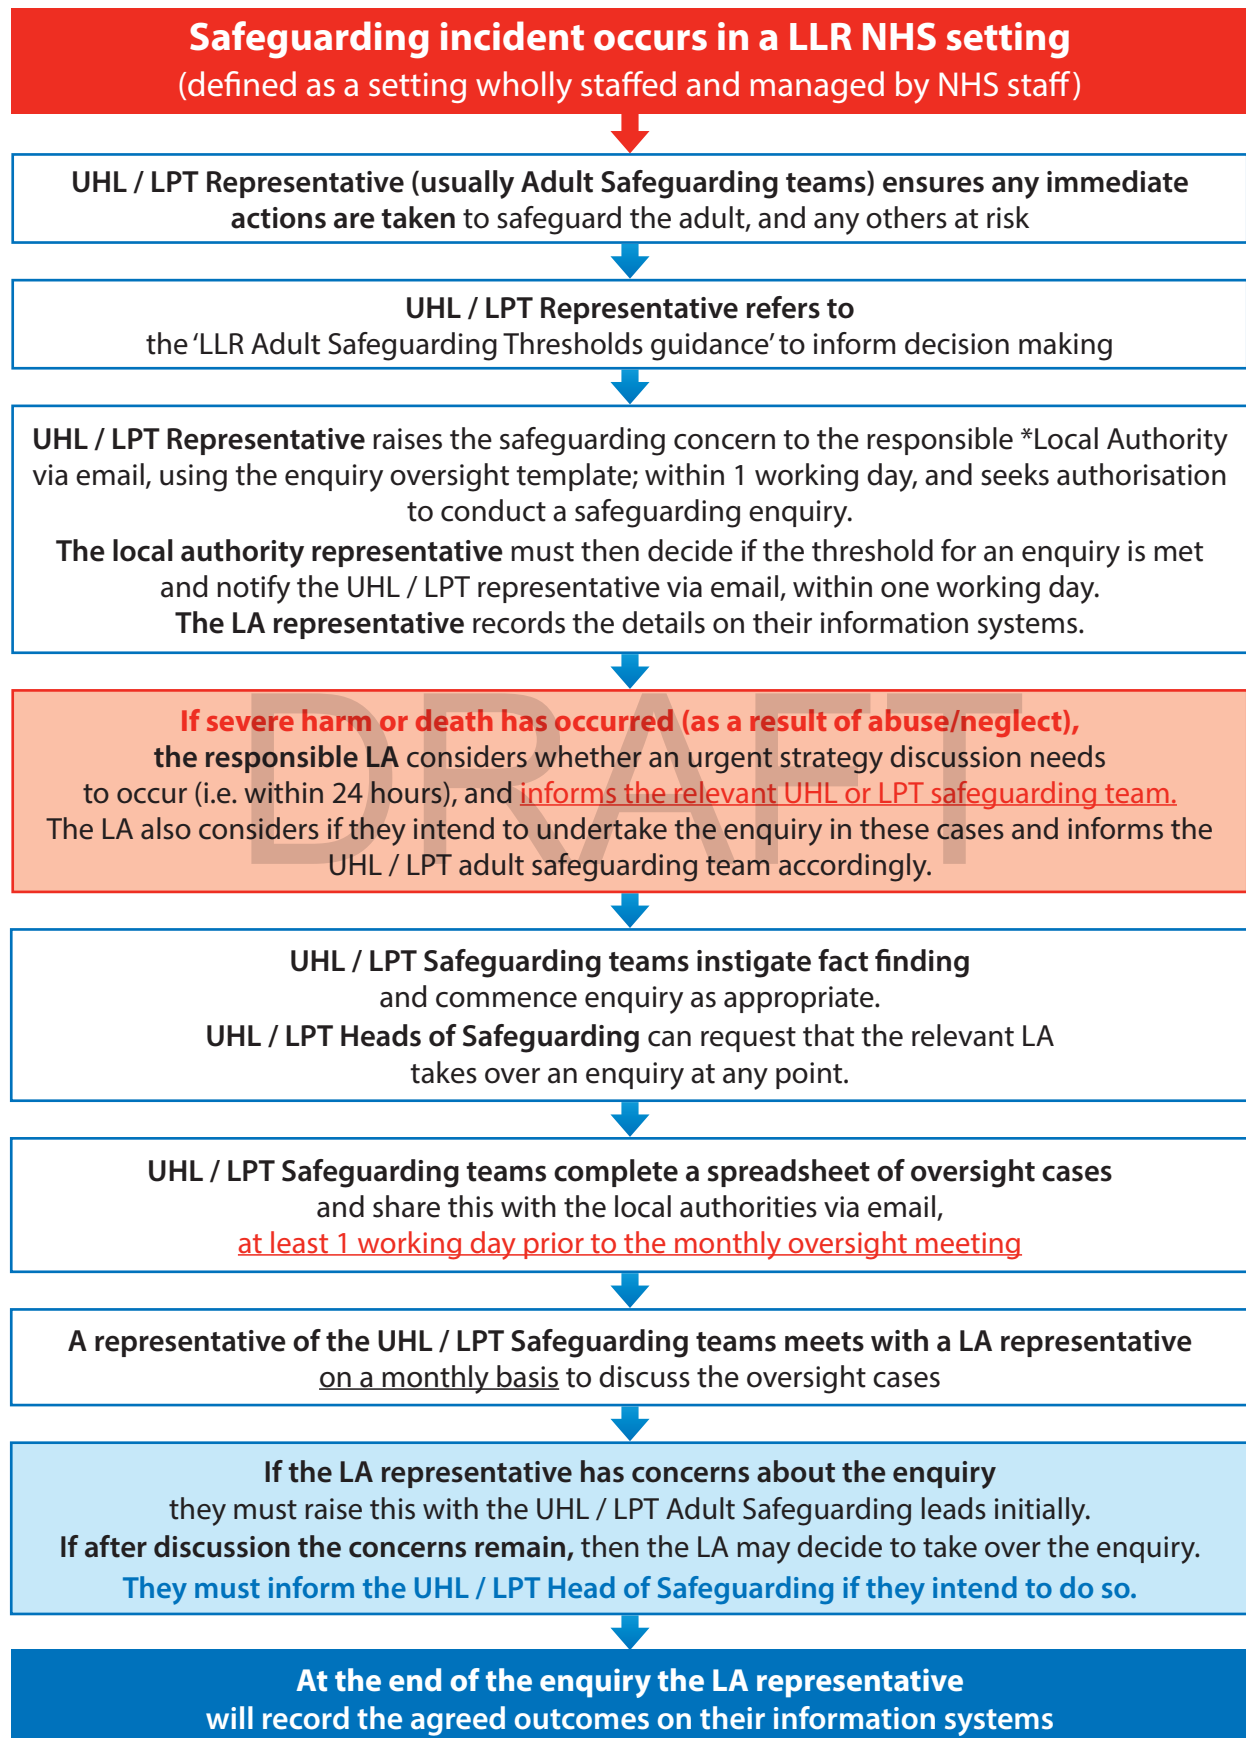 Safeguarding incident occurs in a LLR NHS setting
(defined as a setting wholly staffed and managed by NHS staff)
UHL / LPT Representative (usually Adult Safeguarding teams) ensures any immediate
actions are taken to safeguard the adult, and any others at risk
UHL / LPT Representative refers to
the ‘LLR Adult Safeguarding Thresholds guidance’ to inform decision making
UHL / LPT Representative raises the safeguarding concern to the responsible *Local Authority
via email, using the enquiry oversight template; within 1 working day, and seeks authorisation
to conduct a safeguarding enquiry.
The local authority representative must then decide if the threshold for an enquiry is met
and notify the UHL / LPT representative via email, within one working day.
The LA representative records the details on their information systems.
DRAFT
If severe harm or death has occurred (as a result of abuse/neglect),
the responsible LA considers whether an urgent strategy discussion needs
to occur (i.e. within 24 hours), and informs the relevant UHL or LPT safeguarding team.
The LA also considers if they intend to undertake the enquiry in these cases and informs the
UHL / LPT adult safeguarding team accordingly.
UHL / LPT Safeguarding teams instigate fact finding
and commence enquiry as appropriate.
UHL / LPT Heads of Safeguarding can request that the relevant LA
takes over an enquiry at any point.
UHL / LPT Safeguarding teams complete a spreadsheet of oversight cases
and share this with the local authorities via email,
at least 1 working day prior to the monthly oversight meeting
A representative of the UHL / LPT Safeguarding teams meets with a LA representative
on a monthly basis to discuss the oversight cases
If the LA representative has concerns about the enquiry
they must raise this with the UHL / LPT Adult Safeguarding leads initially.
If after discussion the concerns remain, then the LA may decide to take over the enquiry.
They must inform the UHL / LPT Head of Safeguarding if they intend to do so.
At the end of the enquiry the LA representative
will record the agreed outcomes on their information systems